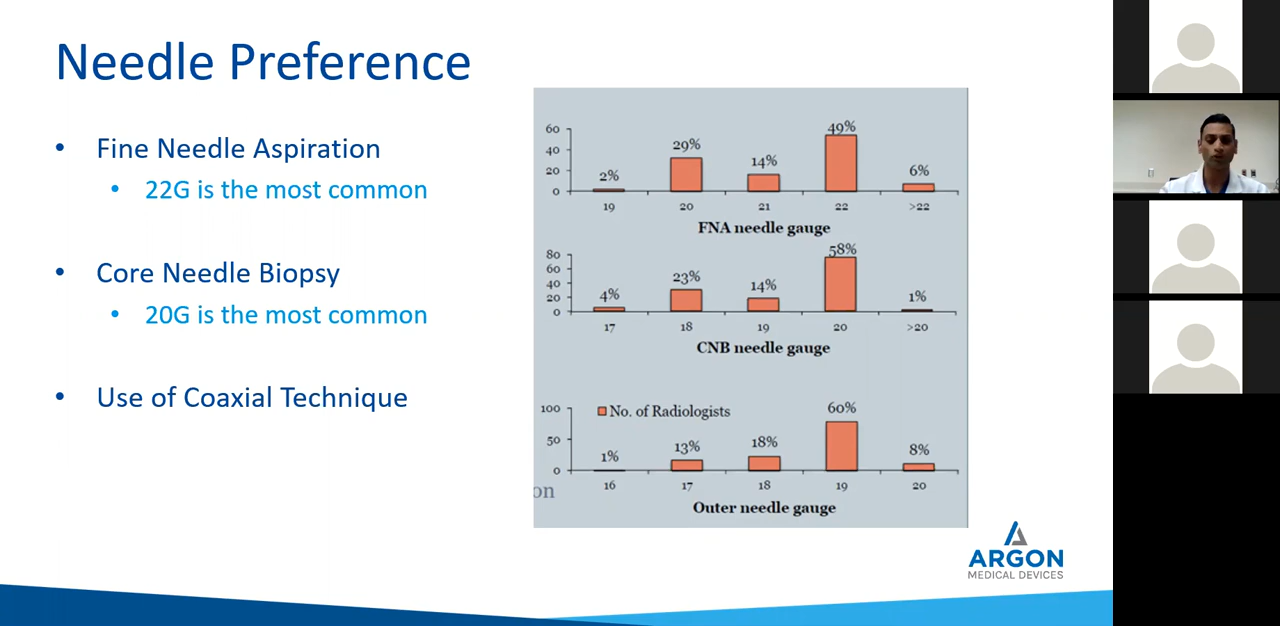 Needle Preference
• Fine Needle Aspiration
• 22G is the most common
• Core Needle Biopsy
• 20G is the most common
• Use of Coaxial Technique
60
40
20
0
2%
29%
14%
49%
6%
19 20 21 22 >22
FNA needle gauge
80
60
40
20
0
4%
23%
14%
58%
1%
17 18 19 20 >20
CNB needle gauge
100
50
0
No. of Radiologists
1%
13%
18%
60%
8%
16 17 18 19 20
Outer needle gauge
on
ARGON
MEDICAL DEVICES